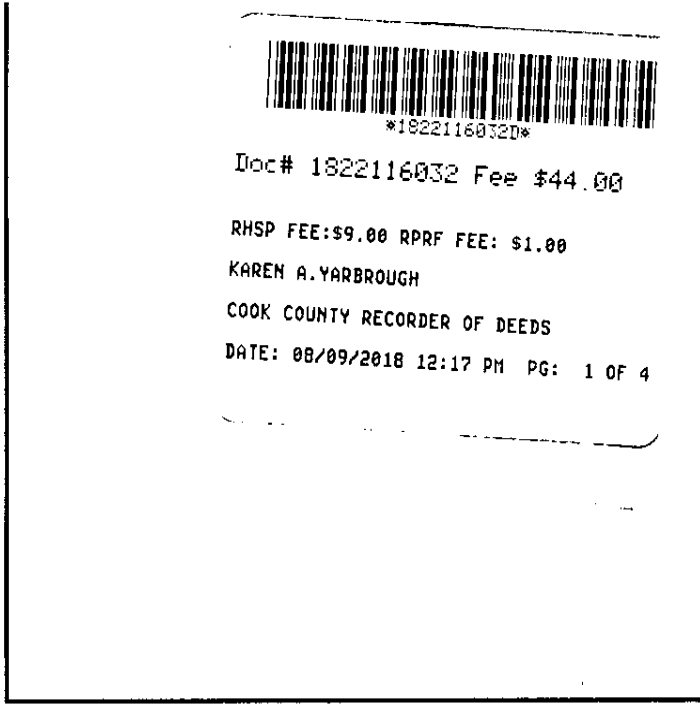 *1822116032D*
Doc# 1822116032 Fee $44.00
RHSP FEE:$9.00 RPRF FEE: $1.00
KAREN A.YARBROUGH
COOK COUNTY RECORDER OF DEEDS
DATE: 08/09/2018 12:17 PM PG: 1 OF 4